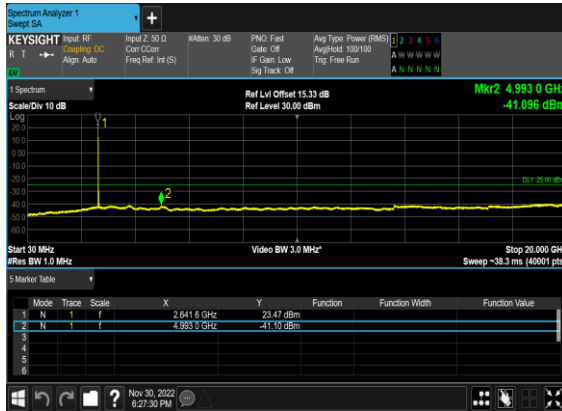 Spectrum Analyzer 1
Swept SA
+
KEYSIGHT Input: RF Input Z: 50 Ω #Atten: 30 dB PNO: Fast Avg Type: Power (RMS) 1 2 3 4 5 6
R T Coupling: DC Corr CCorr Gate: Off Avg|Hold: 100/100 A W W W W W
Align: Auto Freq Ref: Int (S) IF Gain: Low Trig: Free Run
LXI Sig Track: Off A N N N N N
1 Spectrum Ref Lvl Offset 15.33 dB Mkr2 4.993 0 GHz
Scale/Div 10 dB Ref Level 30.00 dBm -41.096 dBm
Log
1
20.0
10.0
0.00
-10.0
-20.0 DL1 -25.00 dBm
-30.0 2
-40.0
-50.0
-60.0
Start 30 MHz Video BW 3.0 MHz* Stop 20.000 GHz
#Res BW 1.0 MHz Sweep ~38.3 ms (40001 pts)
5 Marker Table
Mode Trace Scale X Y Function Function Width Function Value
1 N 1 f 2.641 6 GHz 23.47 dBm
2 N 1 f 4.993 0 GHz -41.10 dBm
3
4
5
6
? Nov 30, 2022
6:27:30 PM